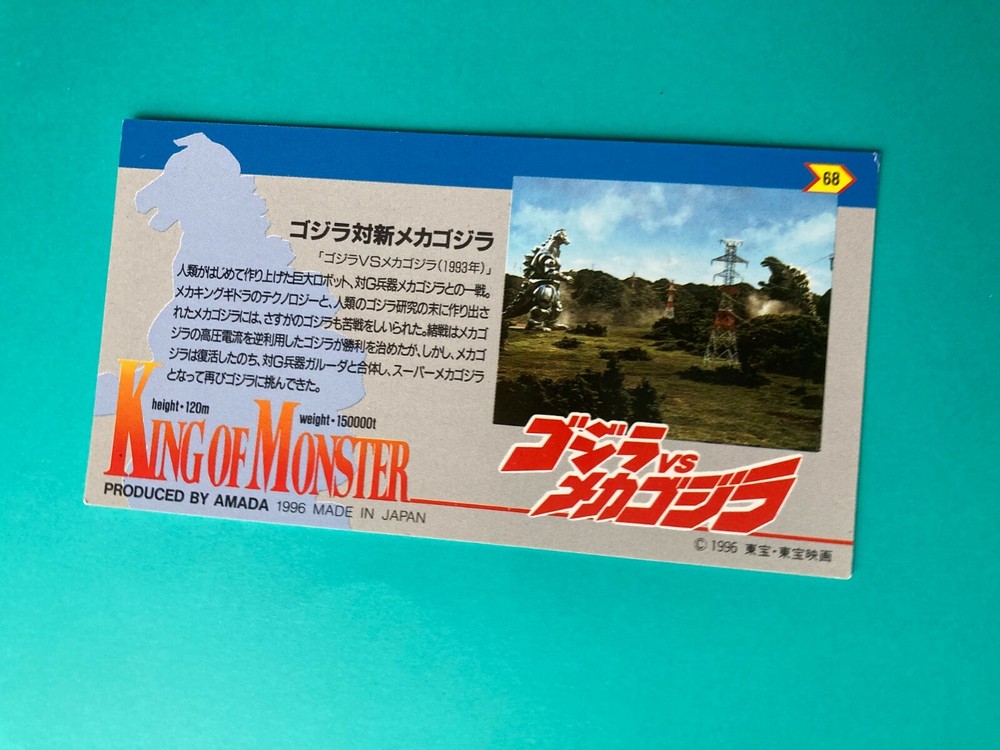 68
ゴジラ対新メカゴジラ
「ゴジラVSメカゴジラ(1993年)」
人類がはじめて作り上げた巨大ロボット、対G兵器メカゴジラとの一戦。
メカキングギドラのテクノロジーと、人類のゴジラ研究の末に作り出さ
れたメカゴジラには、さすがのゴジラも苦戦をしいられた。結戦はメカゴ
ジラの高圧電流を逆利用したゴジラが勝利を治めたが、しかし、メカゴ
ジラは復活したのち、対G兵器ガルーダと合体し、スーパーメカゴジラ
となって再びゴジラに挑んできた。
height・120m
weight・150000t
KING OF MONSTER
PRODUCED BY AMADA 1996 MADE IN JAPAN
ゴジラVS
メカゴジラ
© 1996 東宝・東宝映画